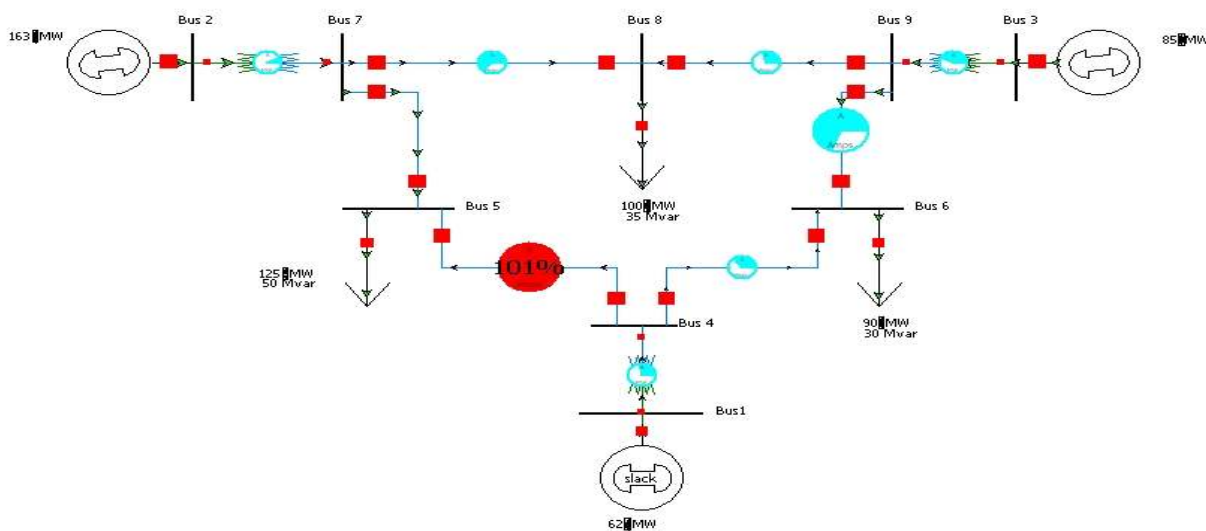 Bus 2
Bus 7
Bus 8
Bus 9
Bus 3
163 MW
85 MW
Amps
Bus 5
100 MW
35 Mvar
Bus 6
101%
125 MW
50 Mvar
Bus 4
90 MW
30 Mvar
Bus1
slack
62 MW